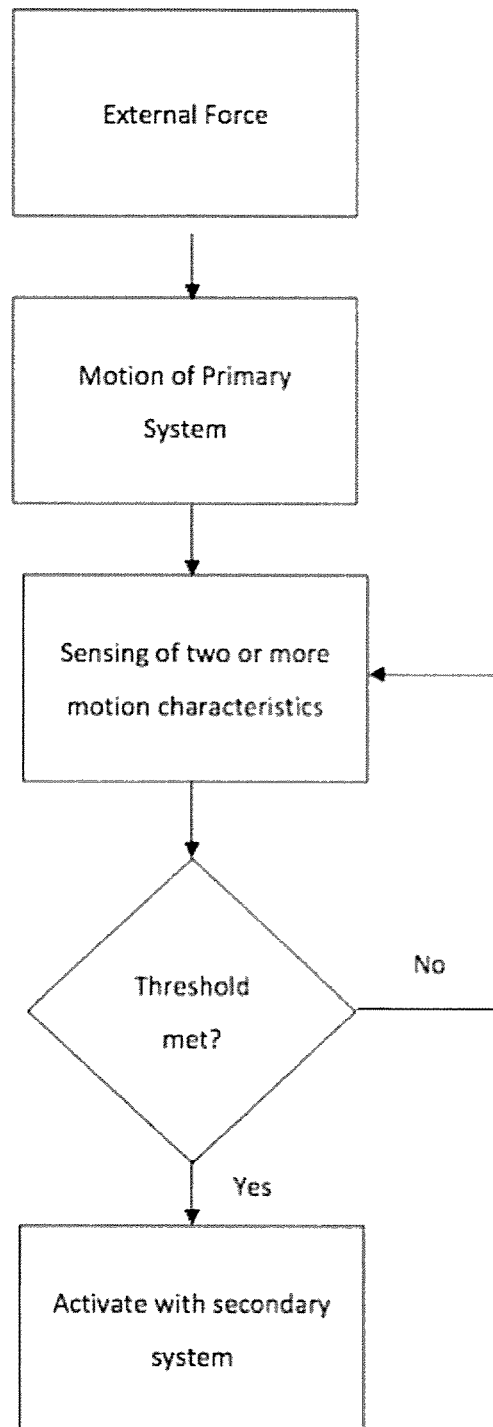 External Force
Motion of Primary
System
Sensing of two or more
motion characteristics
Threshold
met?
No
Yes
Activate with secondary
system